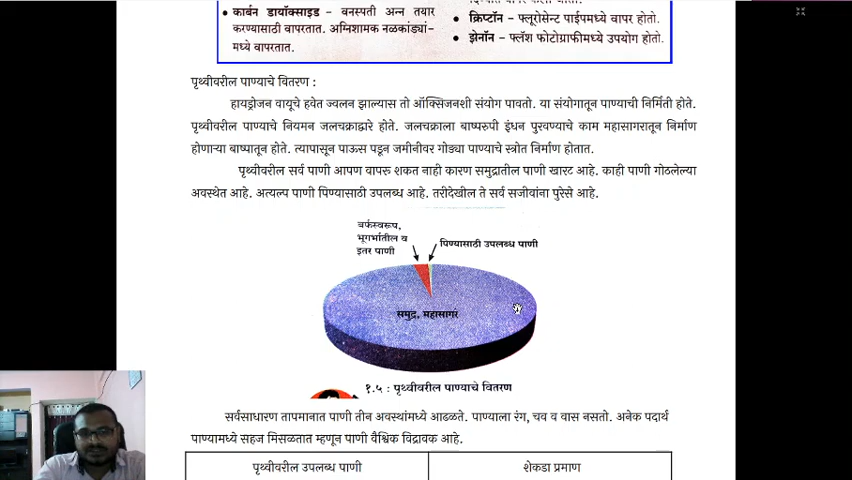 कार्बन डायॉक्साइड - वनस्पती अन्न तयार
करण्यासाठी वापरतात. अग्निशामक नळकांड्यां-
मध्ये वापरतात.
क्रिप्टॉन - फ्लूरोसेन्ट पाईपमध्ये वापर होतो.
झेनॉन - फ्लॅश फोटोग्राफीमध्ये उपयोग होतो.
पृथ्वीवरील पाण्याचे वितरण :
हायड्रोजन वायूचे हवेत ज्वलन झाल्यास तो ऑक्सिजनशी संयोग पावतो. या संयोगातून पाण्याची निर्मिती होते.
पृथ्वीवरील पाण्याचे नियमन जलचक्राद्वारे होते. जलचक्राला बाष्परुपी इंधन पुरवण्याचे काम महासागरातून निर्माण
होणाऱ्या बाष्पातून होते. त्यापासून पाऊस पडून जमीनीवर गोड्या पाण्याचे स्त्रोत निर्माण होतात.
पृथ्वीवरील सर्व पाणी आपण वापरू शकत नाही कारण समुद्रातील पाणी खारट आहे. काही पाणी गोठलेल्या
अवस्थेत आहे. अत्यल्प पाणी पिण्यासाठी उपलब्ध आहे. तरीदेखील ते सर्व सजीवांना पुरेसे आहे.
बर्फस्वरूप,
भूगर्भातील व
इतर पाणी
पिण्यासाठी उपलब्ध पाणी
समुद्र, महासागर
१.५ : पृथ्वीवरील पाण्याचे वितरण
सर्वसाधारण तापमानात पाणी तीन अवस्थांमध्ये आढळते. पाण्याला रंग, चव व वास नसतो. अनेक पदार्थ
पाण्यामध्ये सहज मिसळतात म्हणून पाणी वैश्विक विद्रावक आहे.
पृथ्वीवरील उपलब्ध पाणी
शेकडा प्रमाण